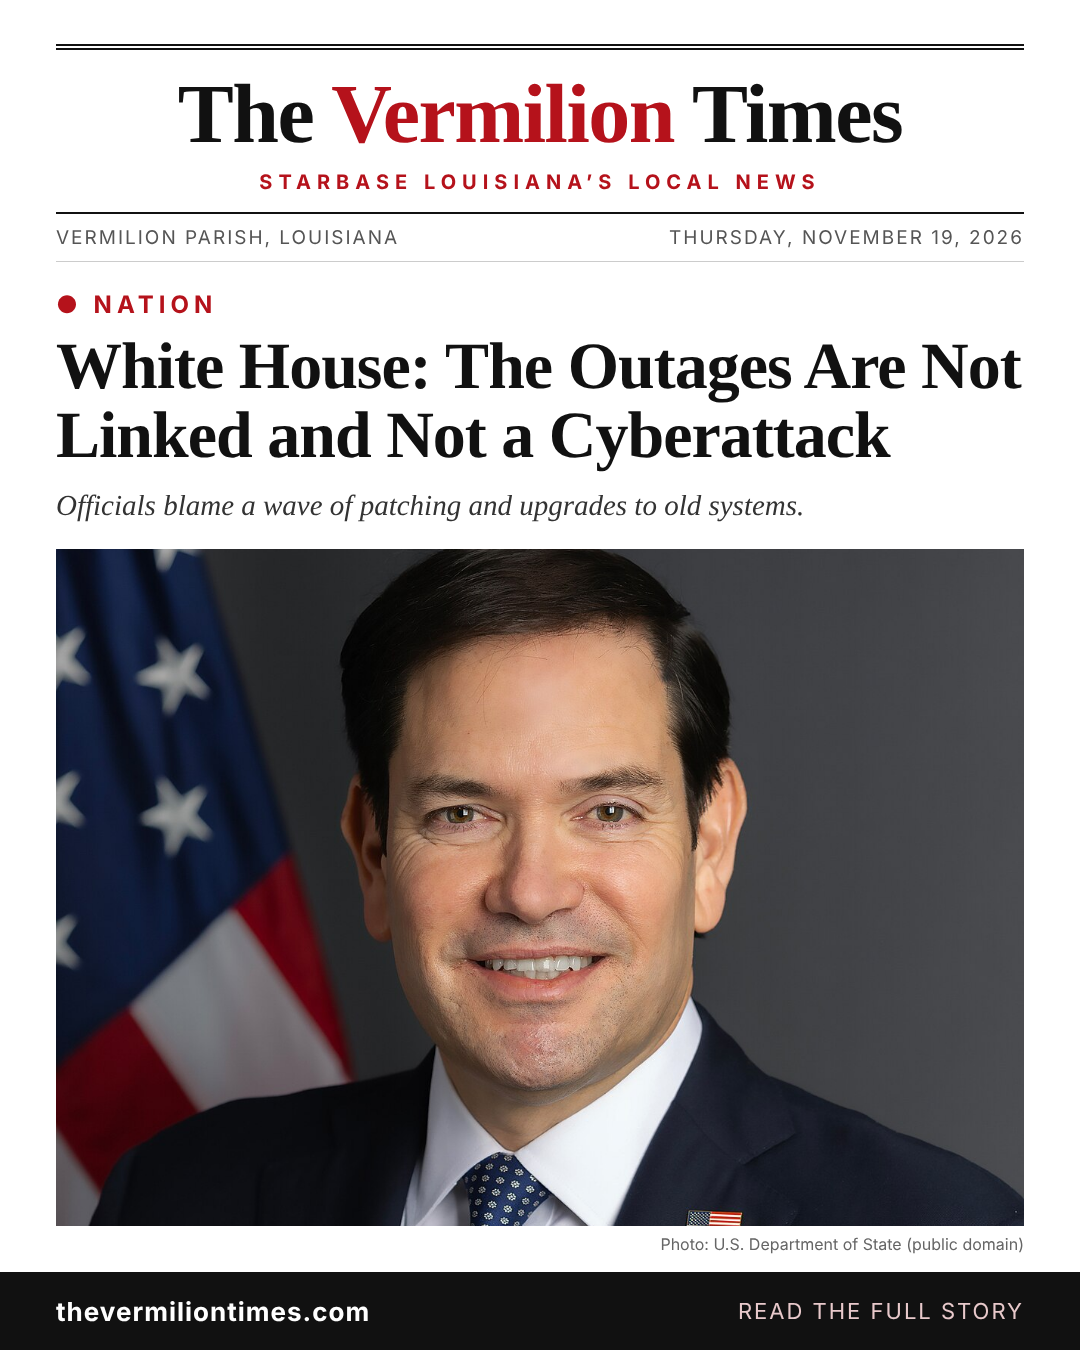 The Vermilion Times
STARBASE LOUISIANA’S LOCAL NEWS
VERMILION PARISH, LOUISIANA
THURSDAY, NOVEMBER 19, 2026
NATION
White House: The Outages Are Not
Linked and Not a Cyberattack
Officials blame a wave of patching and upgrades to old systems.
Photo: U.S. Department of State (public domain)
thevermiliontimes.com
READ THE FULL STORY